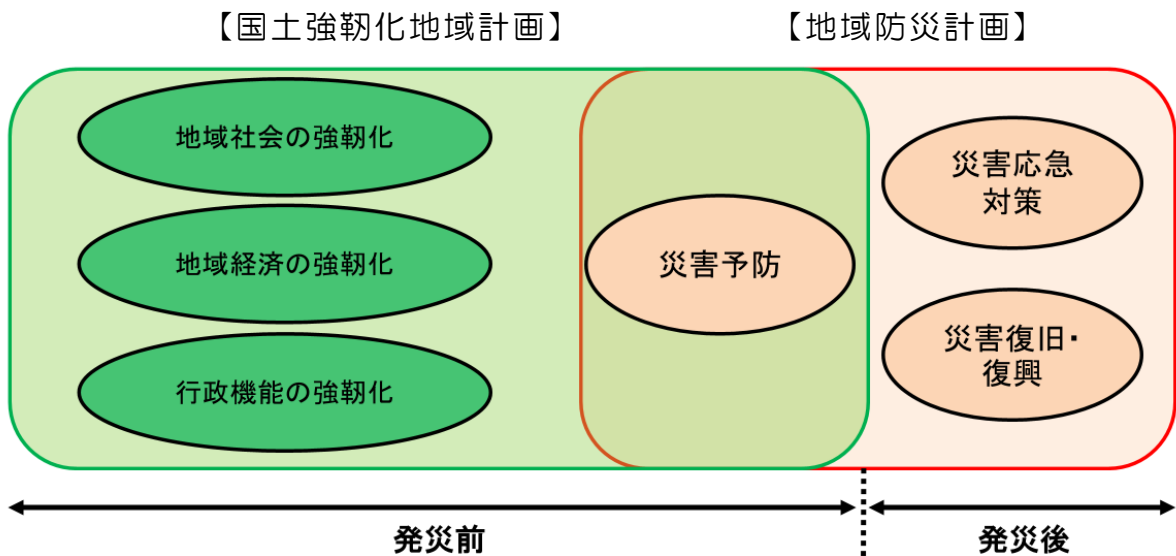 【国土強靭化地域計画】
【地域防災計画】
地域社会の強靭化
地域経済の強靭化
行政機能の強靭化
災害予防
災害応急
対策
災害復旧・
復興
発災前
発災後